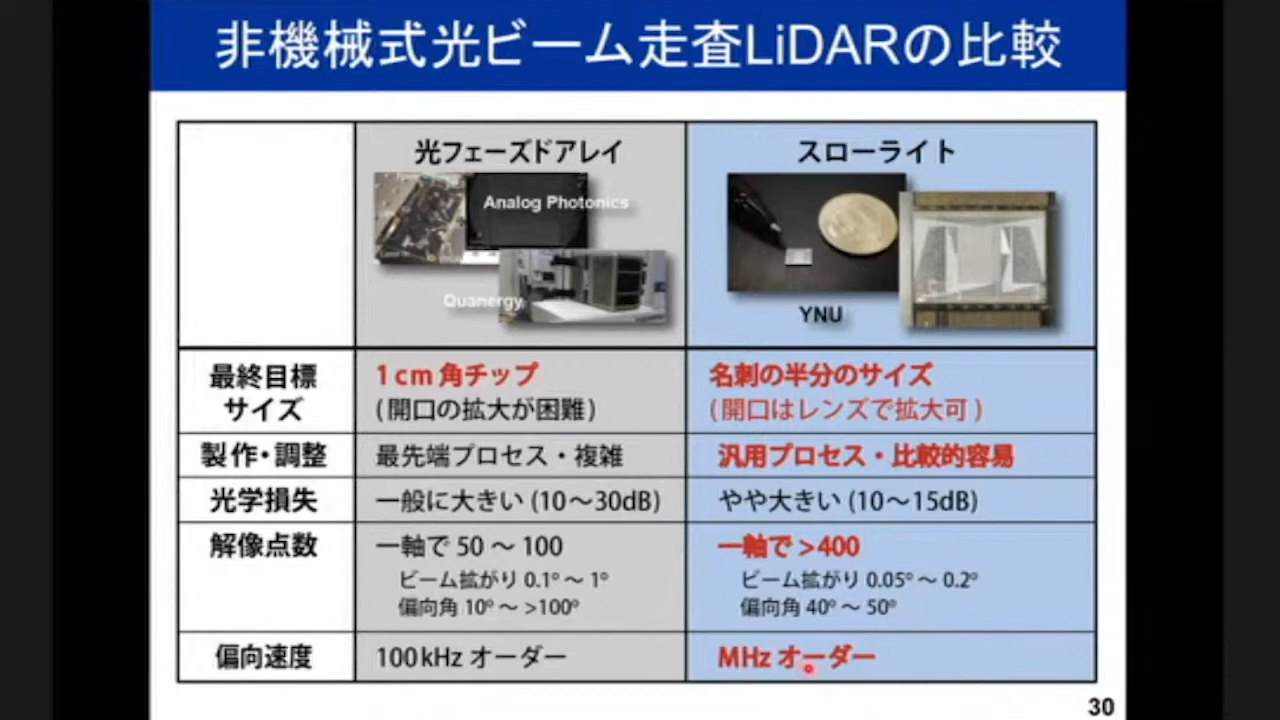 非機械式光ビーム走査LiDARの比較
光フェーズドアレイ
スローライト
Analog Photonics
Quanergy
YNU
最終目標
サイズ
1cm角チップ
(開口の拡大が困難)
名刺の半分のサイズ
(開口はレンズで拡大可)
製作・調整
最先端プロセス・複雑
汎用プロセス・比較的容易
光学損失
一般に大きい (10～30dB)
やや大きい (10～15dB)
解像点数
一軸で 50 ～ 100
ビーム拡がり 0.1° ～ 1°
偏向角 10° ～ >100°
一軸で >400
ビーム拡がり 0.05° ～ 0.2°
偏向角 40° ～ 50°
偏向速度
100kHz オーダー
MHz オーダー
30